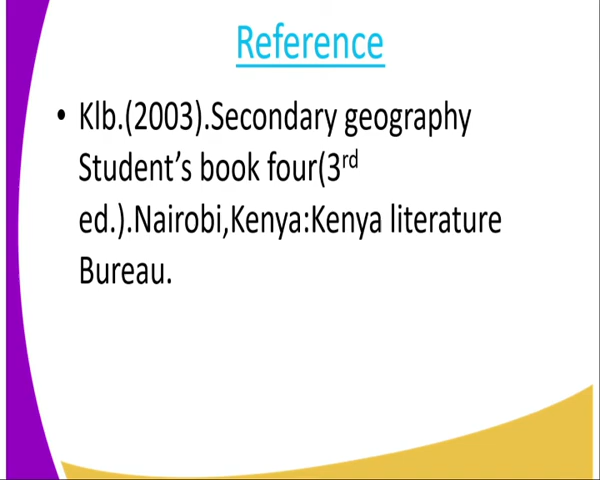 Reference
• Klb.(2003).Secondary geography
Student’s book four(3rd
ed.).Nairobi,Kenya:Kenya literature
Bureau.